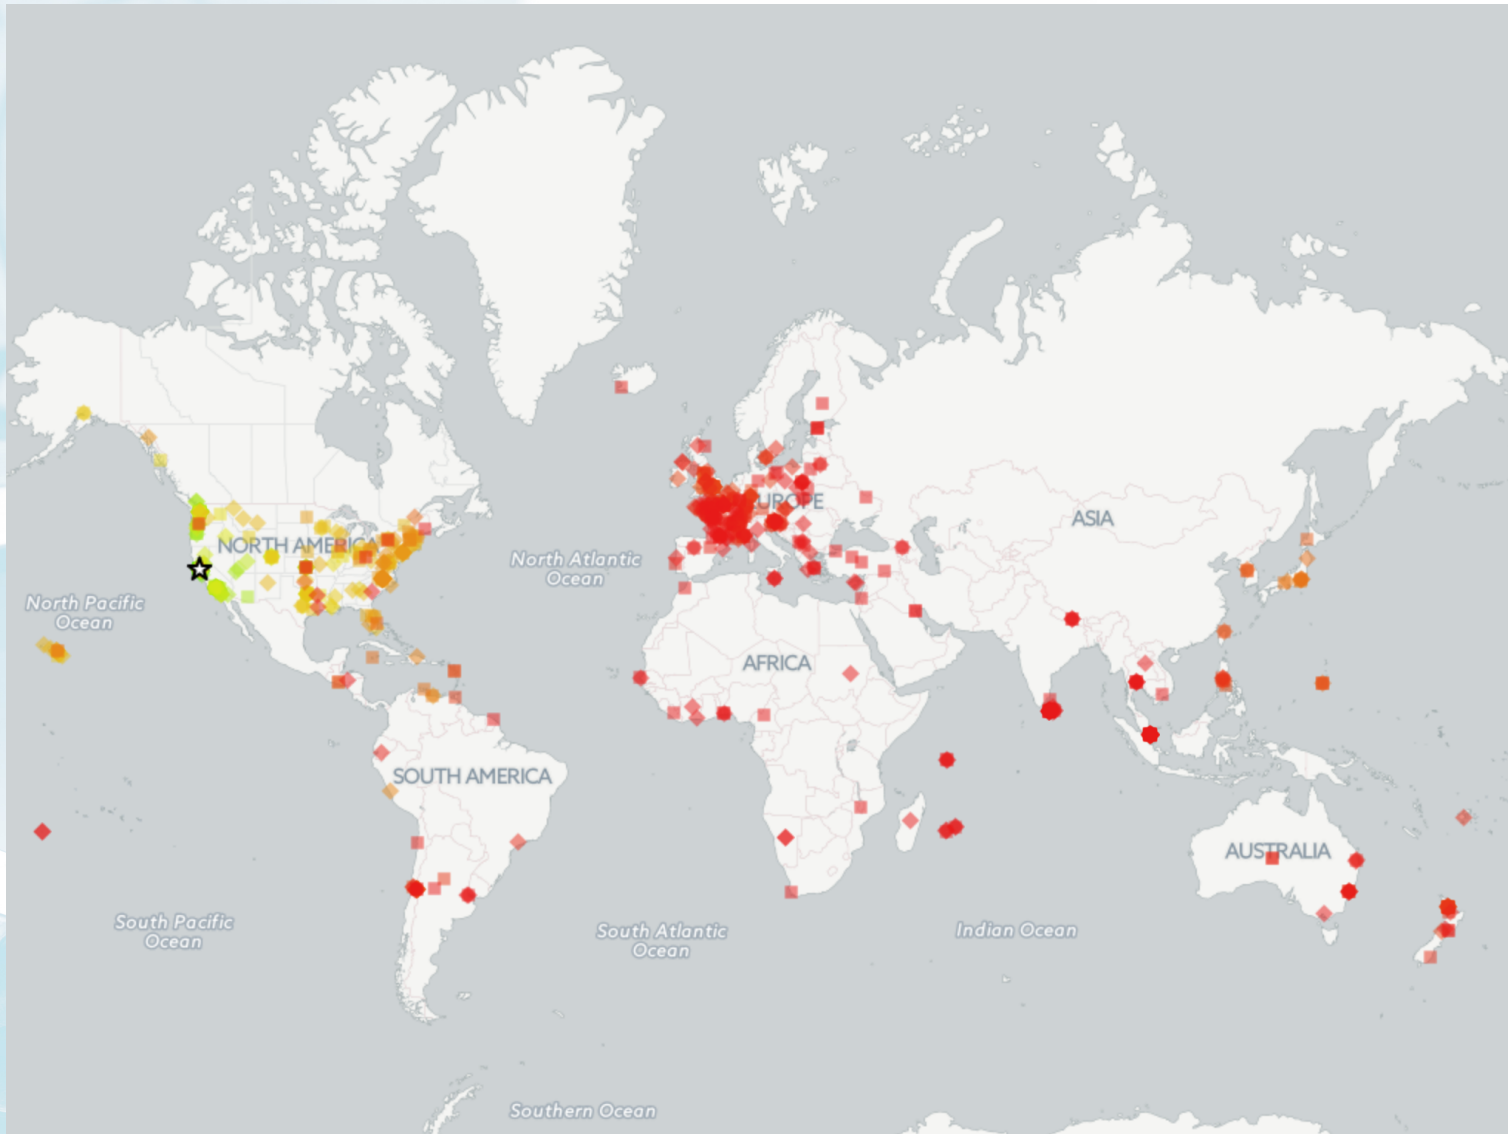 NORTH AMERICA
EUROPE
ASIA
North Atlantic
Ocean
North Pacific
Ocean
AFRICA
SOUTH AMERICA
AUSTRALIA
South Pacific
Ocean
South Atlantic
Ocean
Indian Ocean
Southern Ocean